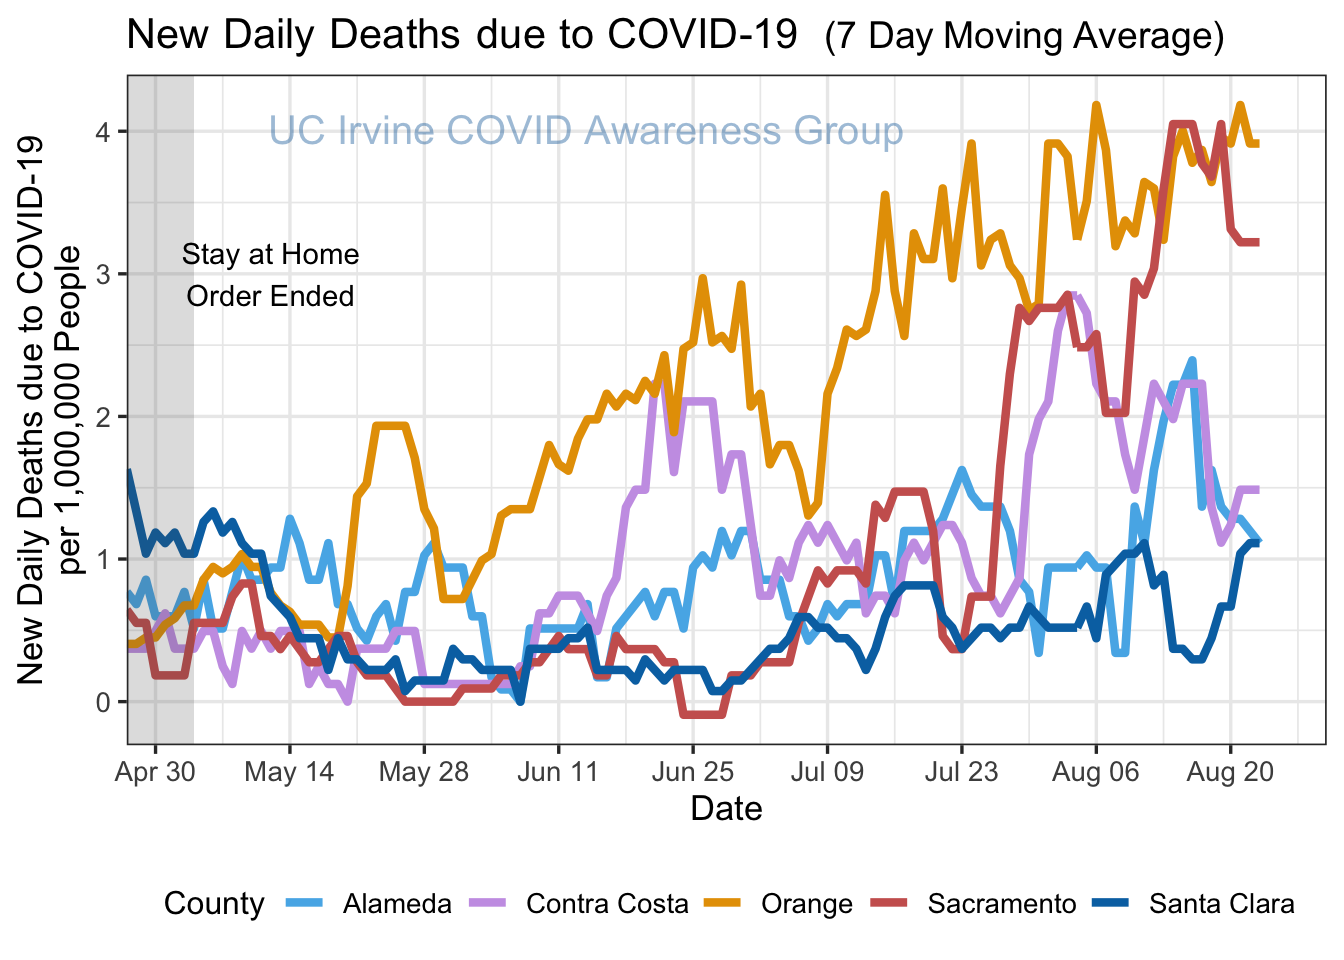 New Daily Deaths due to COVID-19 (7 Day Moving Average)
UC Irvine COVID Awareness Group
Stay at Home
Order Ended
New Daily Deaths due to COVID-19
per 1,000,000 People
4
3
2
1
0
Apr 30 May 14 May 28 Jun 11 Jun 25 Jul 09 Jul 23 Aug 06 Aug 20
Date
County Alameda Contra Costa Orange Sacramento Santa Clara